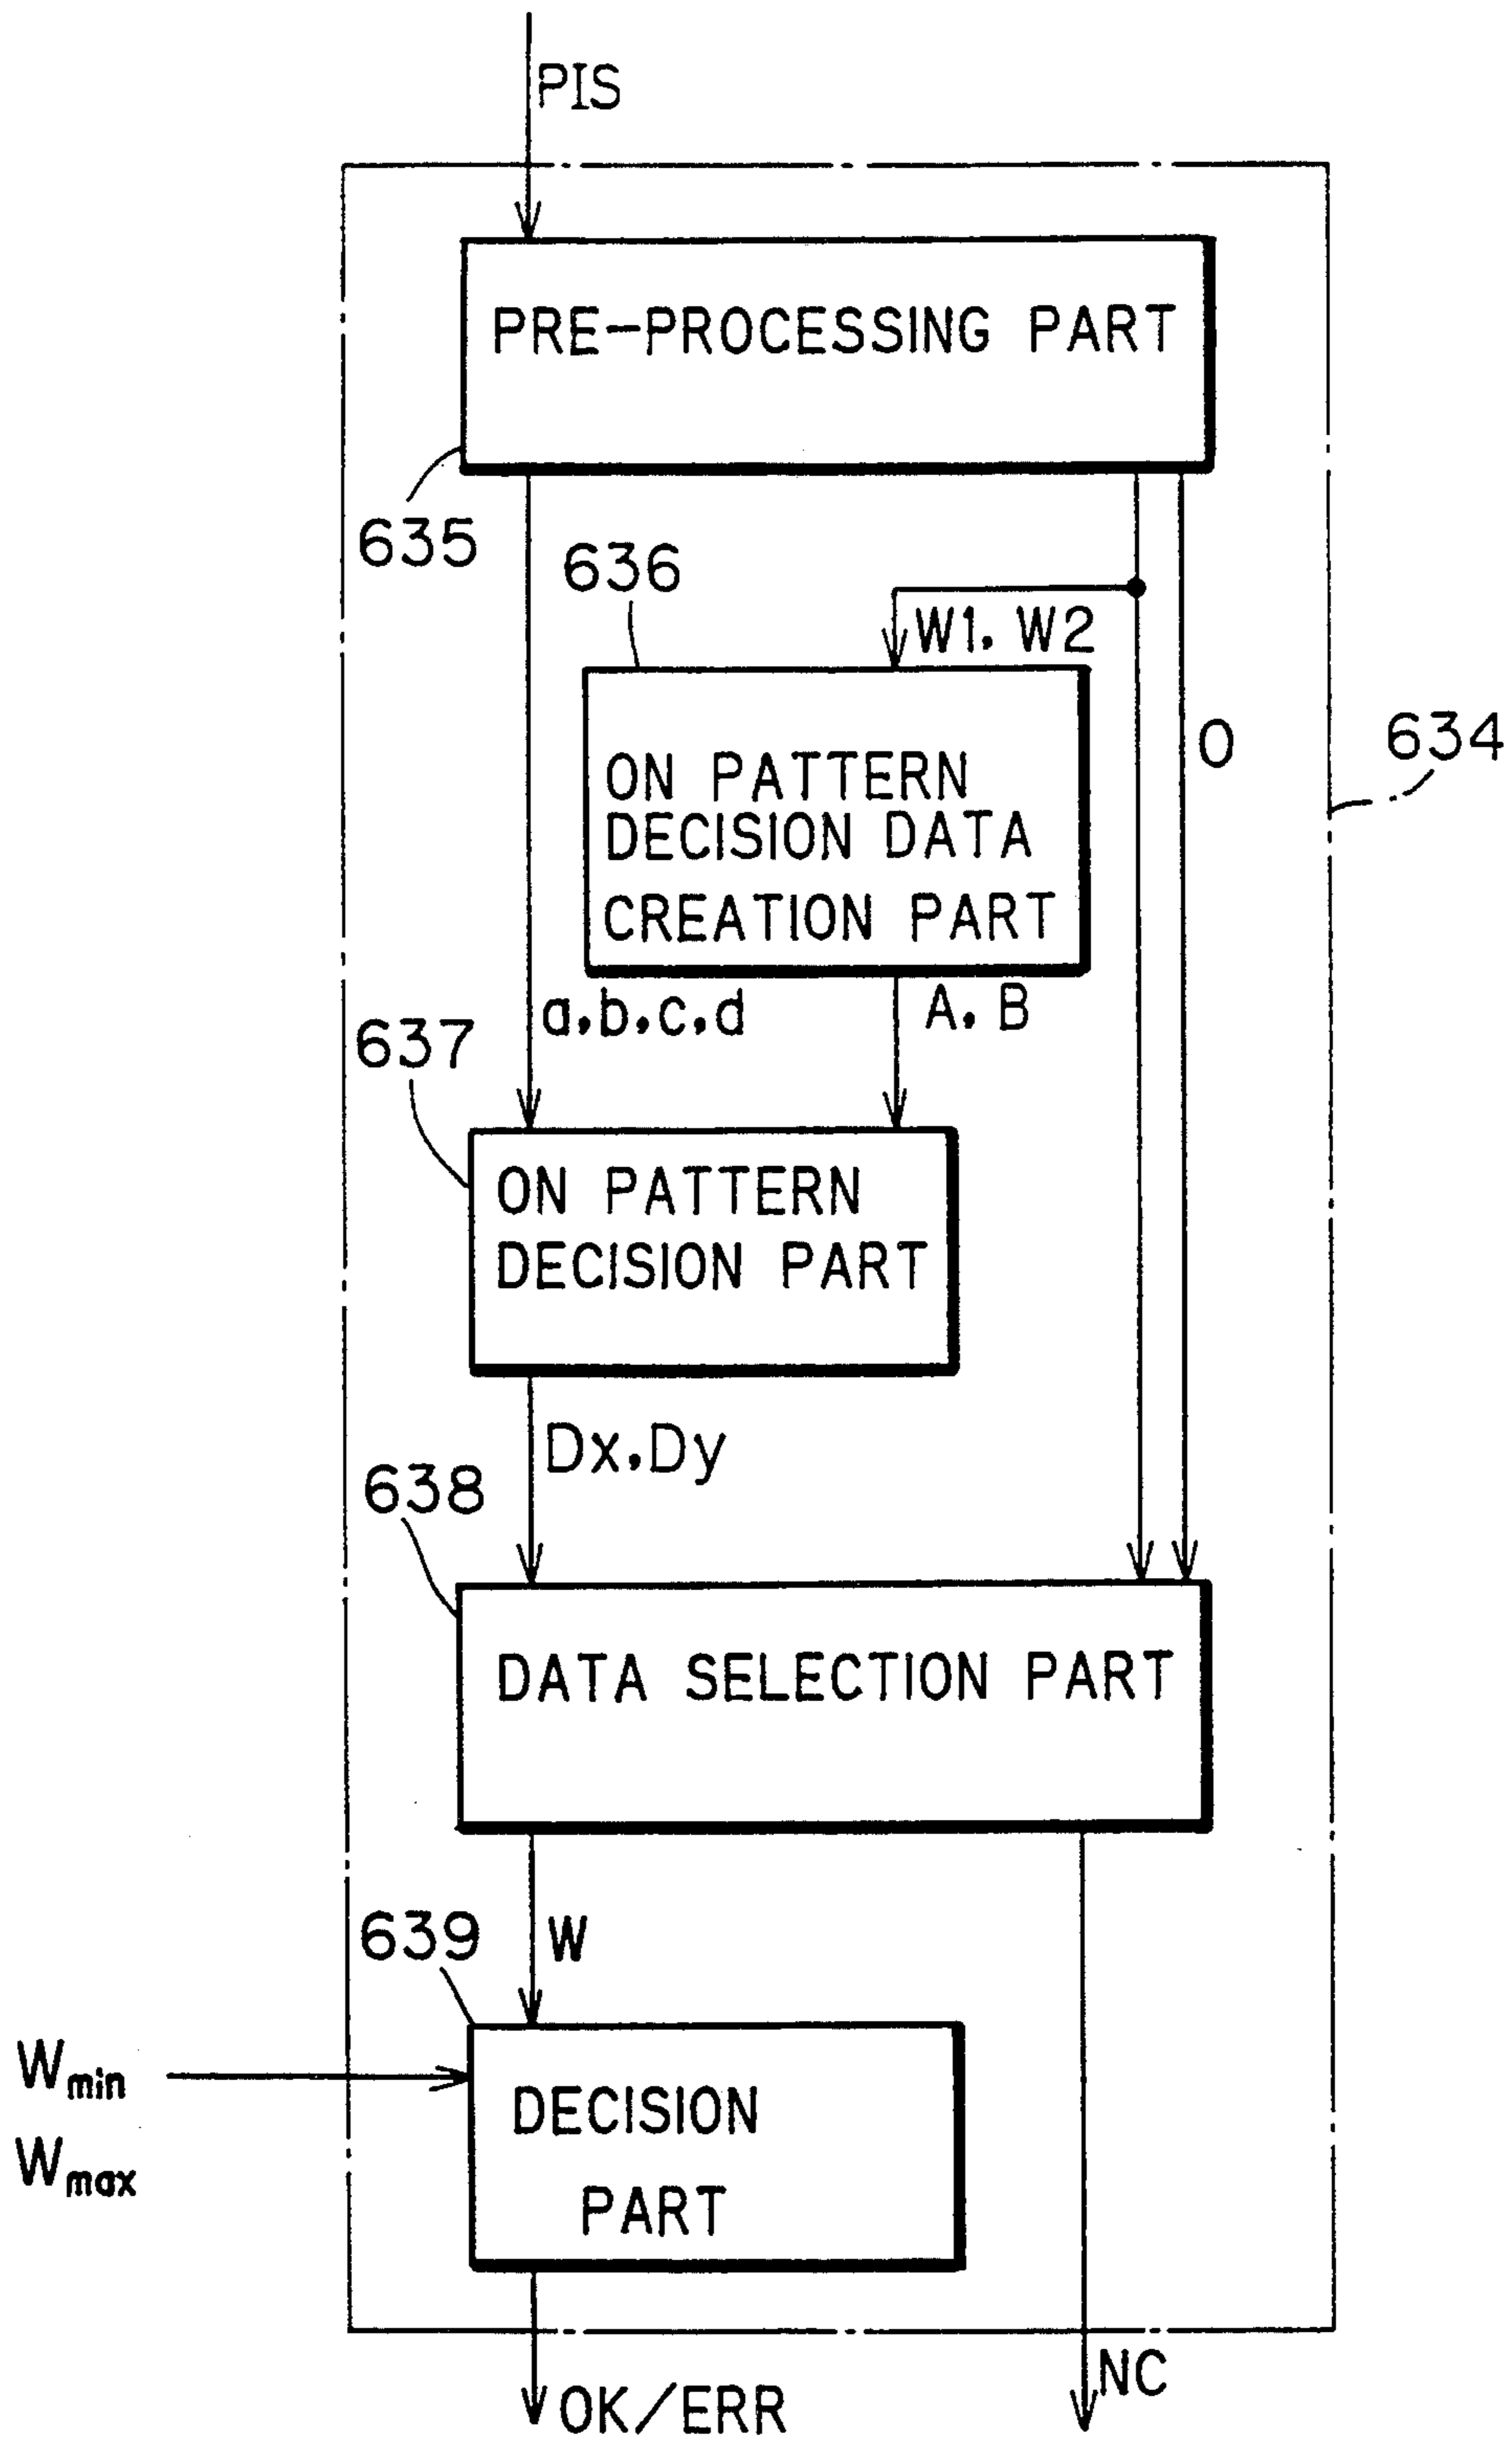 PIS
PRE-PROCESSING PART
635
636
W1, W2
O
634
ON PATTERN
DECISION DATA
CREATION PART
a,b,c,d
A, B
637
ON PATTERN
DECISION PART
Dx,Dy
638
DATA SELECTION PART
639
W
Wmin
Wmax
DECISION
PART
NC
OK/ERR